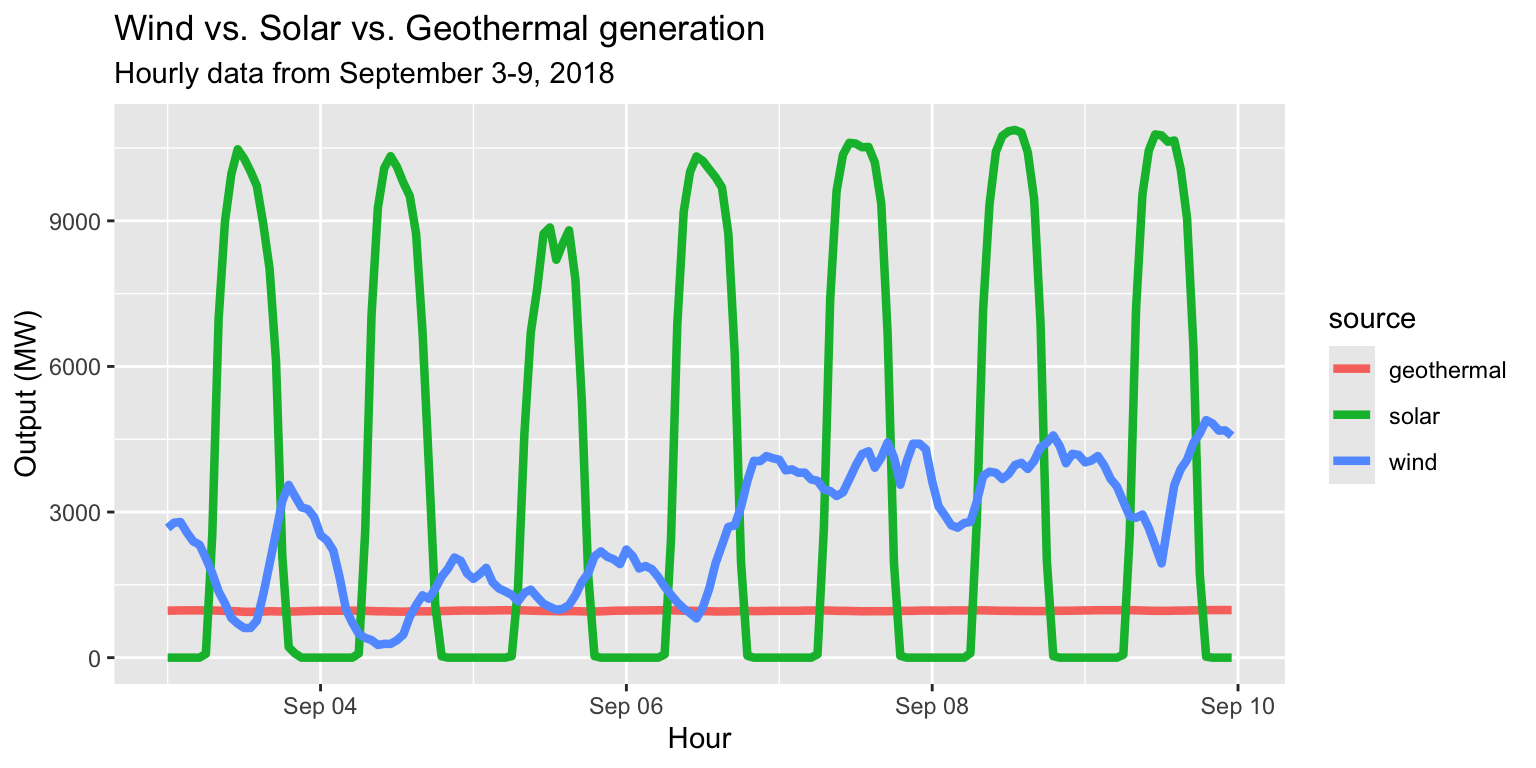 Wind vs. Solar vs. Geothermal generation
Hourly data from September 3-9, 2018
Output (MW)
9000
6000
3000
0
Sep 04
Sep 06
Sep 08
Sep 10
Hour
source
geothermal
solar
wind